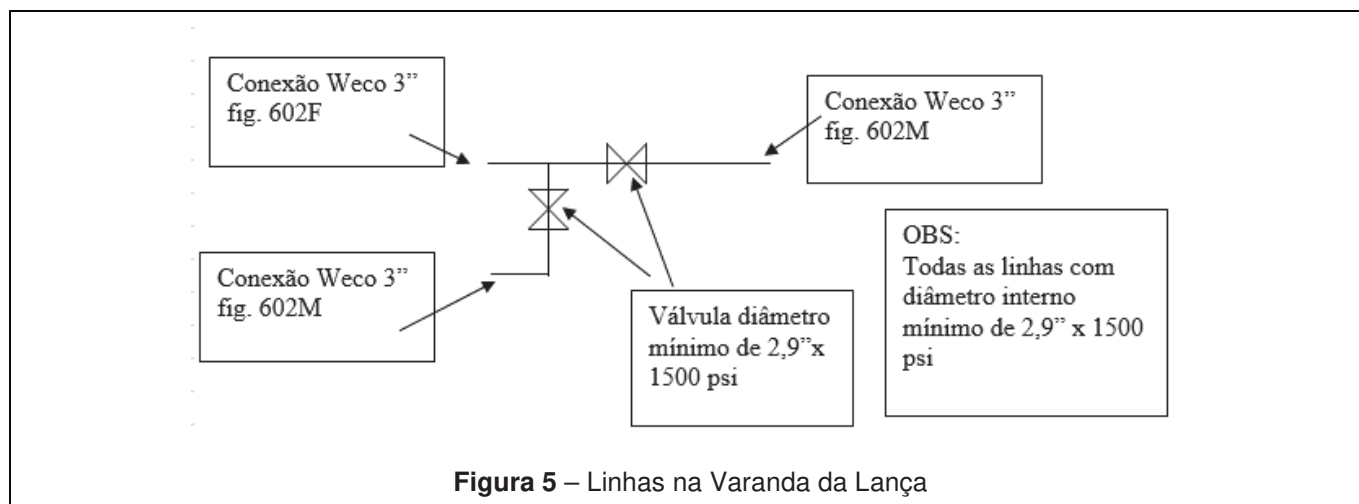 Conexão Weco 3”
fig. 602F
Conexão Weco 3”
fig. 602M
Conexão Weco 3”
fig. 602M
Válvula diâmetro
mínimo de 2,9”x
1500 psi
OBS:
Todas as linhas com
diâmetro interno
mínimo de 2,9” x 1500
psi
Figura 5 – Linhas na Varanda da Lança